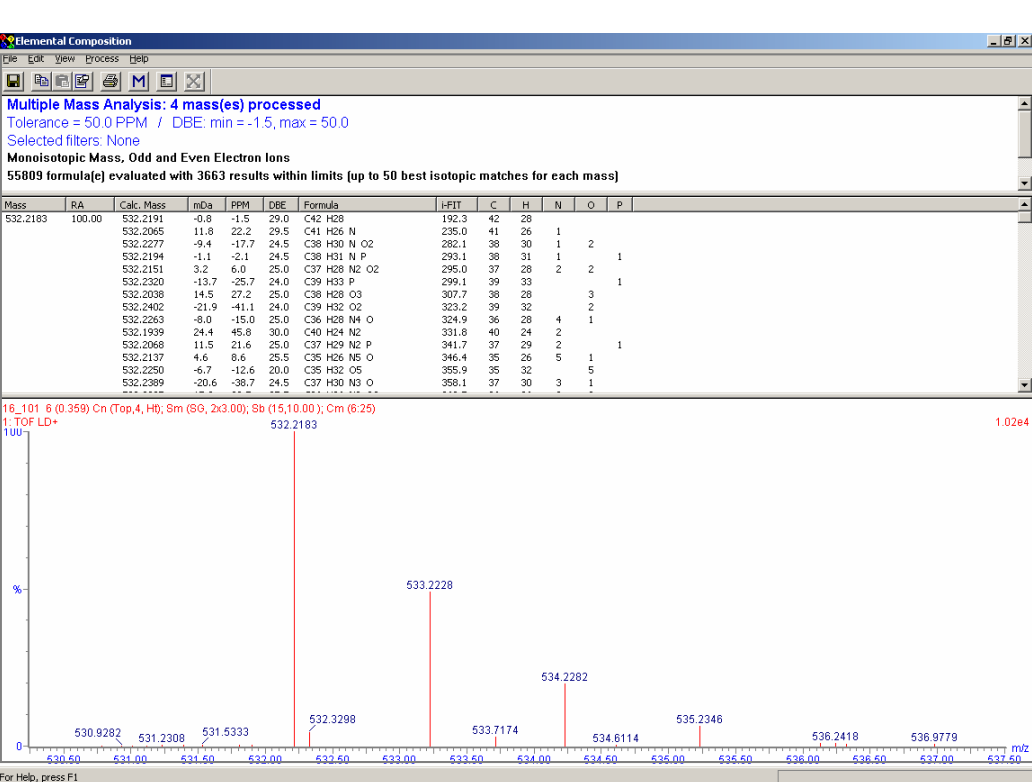 Elemental Composition
File Edit View Process Help
M
Multiple Mass Analysis: 4 mass(es) processed
Tolerance = 50.0 PPM / DBE: min = -1.5, max = 50.0
Selected filters: None
Monoisotopic Mass, Odd and Even Electron Ions
55809 formula(e) evaluated with 3663 results within limits (up to 50 best isotopic matches for each mass)
Mass RA Calc. Mass mDa PPM DBE Formula i-FIT C H N O P
532.2183 100.00 532.2191 -0.8 -1.5 29.0 C42 H28 192.3 42 28
532.2065 11.8 22.2 29.5 C41 H26 N 235.0 41 26 1
532.2277 -9.4 -17.7 24.5 C38 H30 N O2 282.1 38 30 1 2
532.2194 -1.1 -2.1 24.5 C38 H31 N P 293.1 38 31 1 1
532.2151 3.2 6.0 25.0 C37 H28 N2 O2 295.0 37 28 2 2
532.2320 -13.7 -25.7 24.0 C39 H33 P 299.1 39 33 1
532.2038 14.5 27.2 25.0 C38 H28 O3 307.7 38 28 3
532.2402 -21.9 -41.1 24.0 C39 H32 O2 323.2 39 32 2
532.2263 -8.0 -15.0 25.0 C36 H28 N4 O 324.9 36 28 4 1
532.1939 24.4 45.8 30.0 C40 H24 N2 331.8 40 24 2
532.2068 11.5 21.6 25.0 C37 H29 N2 P 341.7 37 29 2 1
532.2137 4.6 8.6 25.5 C35 H26 N5 O 346.4 35 26 5 1
532.2250 -6.7 -12.6 20.0 C35 H32 O5 355.9 35 32 5
532.2389 -20.6 -38.7 24.5 C37 H30 N3 O 358.1 37 30 3 1
16_101 6 (0.359) Cn (Top,4, Ht); Sm (SG, 2x3.00); Sb (15,10.00 ); Cm (6:25)
1: TOF LD+ 1.02e4
100
532.2183
%
533.2228
534.2282
535.2346
530.9282 531.2308 531.5333 532.3298 533.7174 534.6114 536.2418 536.9779
0
m/z
530.50 531.00 531.50 532.00 532.50 533.00 533.50 534.00 534.50 535.00 535.50 536.00 536.50 537.00 537.50
For Help, press F1